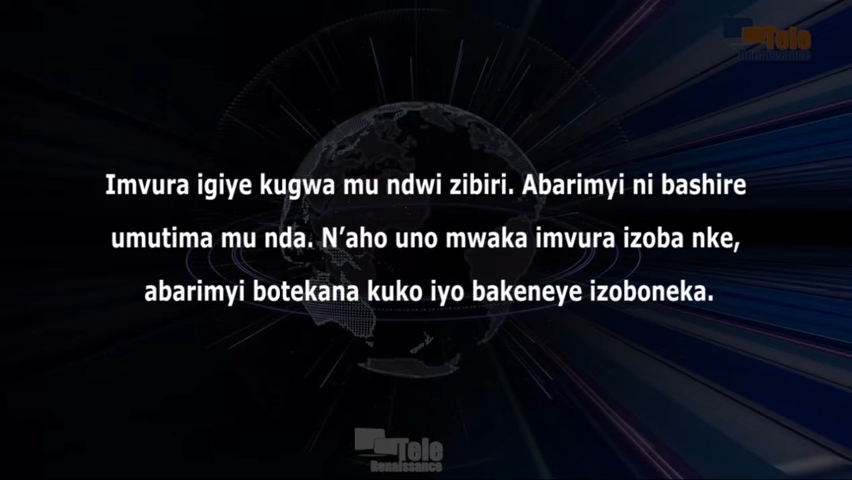 Tele
Renaissance
Imvura igiye kugwa mu ndwi zibiri. Abarimyi ni bashire
umutima mu nda. N’aho uno mwaka imvura izoba nke,
abarimyi botekana kuko iyo bakeneye izoboneka.
Tele
Renaissance